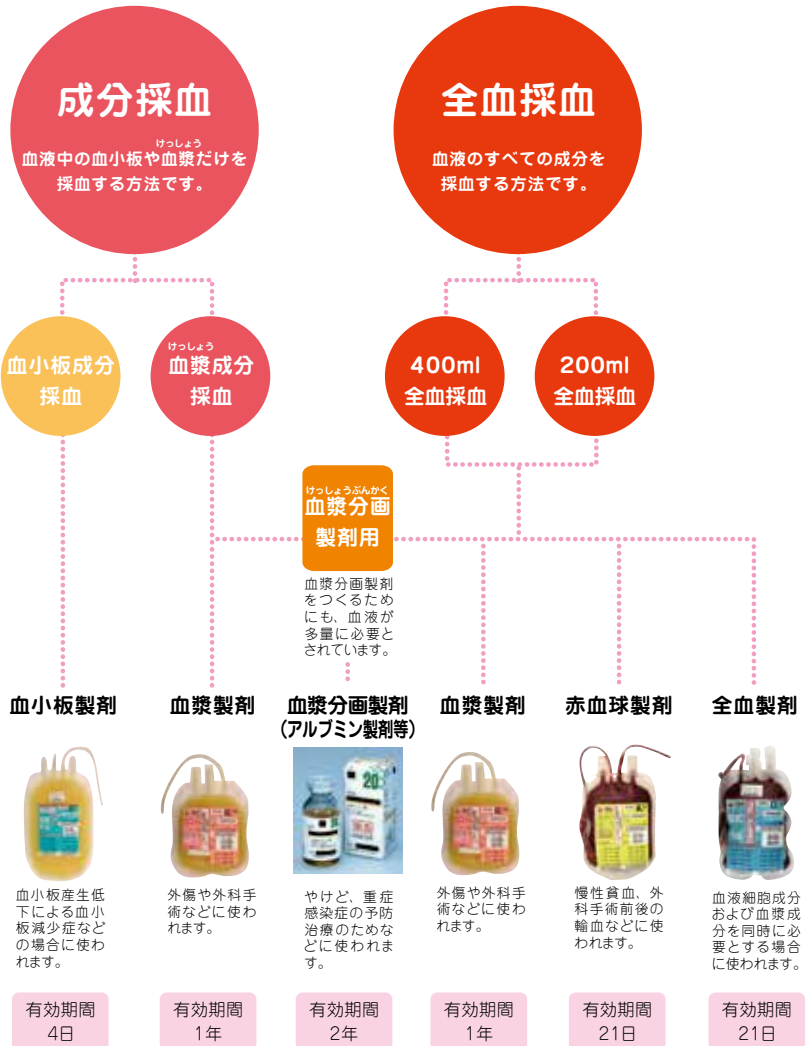 成分採血
けっしょう
血液中の血小板や血漿だけを
採血する方法です。
全血採血
血液のすべての成分を
採血する方法です。
血小板成分
採血
けっしょう
血漿成分
採血
400ml
全血採血
200ml
全血採血
けっしょうぶんかく
血漿分画
製剤用
血漿分画製剤
をつくるため
にも、血液が
多量に必要と
されています。
血小板製剤
血漿製剤
血漿分画製剤
(アルブミン製剤等)
血漿製剤
赤血球製剤
全血製剤
20
血小板産生低
下による血小
板減少症など
の場合に使わ
れます。
外傷や外科手
術などに使わ
れます。
やけど、重症
感染症の予防
治療のためな
どに使われま
す。
外傷や外科手
術などに使わ
れます。
慢性貧血、外
科手術前後の
輸血などに使
われます。
血液細胞成分
および血漿成
分を同時に必
要とする場合
に使われます。
有効期間
4日
有効期間
1年
有効期間
2年
有効期間
1年
有効期間
21日
有効期間
21日